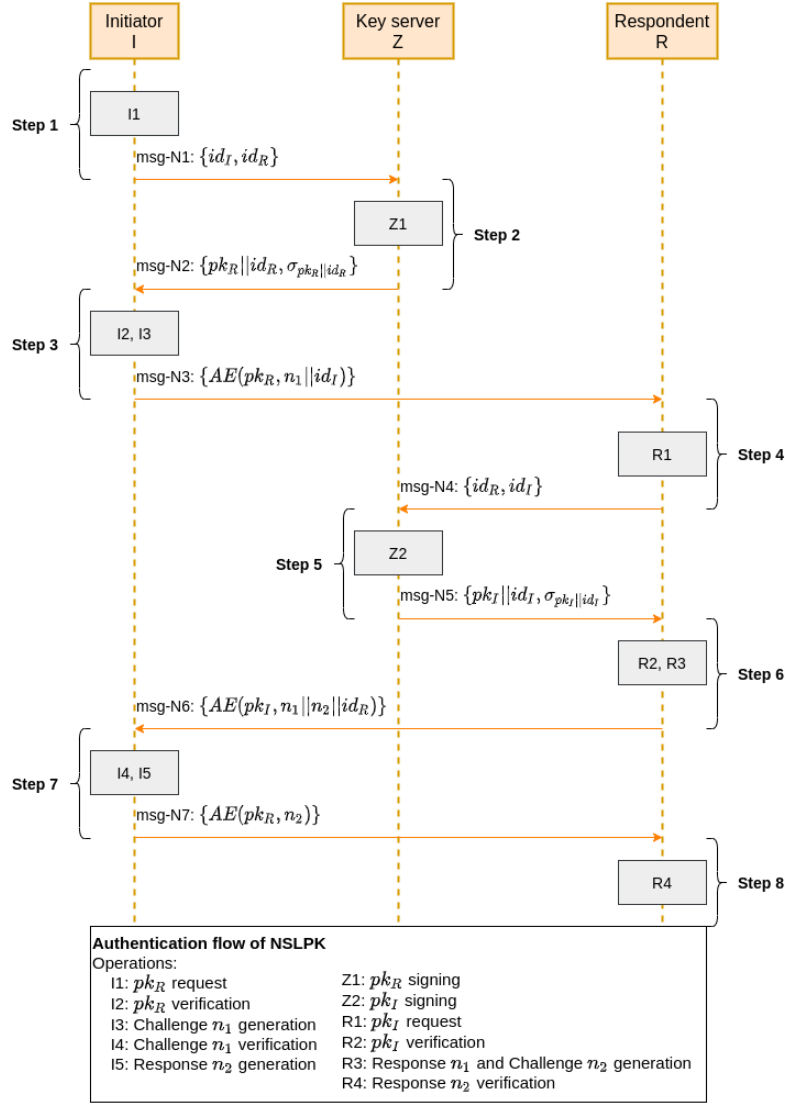 Initiator
I
Key server
Z
Respondent
R
Step 1
I1
msg-N1: {id_I, id_R}
Z1
Step 2
msg-N2: {pk_R||id_R, σ_{pk_R||id_R}}
Step 3
I2, I3
msg-N3: {AE(pk_R, n_1||id_I)}
R1
Step 4
msg-N4: {id_R, id_I}
Step 5
Z2
msg-N5: {pk_I||id_I, σ_{pk_I||id_I}}
R2, R3
Step 6
msg-N6: {AE(pk_I, n_1||n_2||id_R)}
Step 7
I4, I5
msg-N7: {AE(pk_R, n_2)}
R4
Step 8
Authentication flow of NSLPK
Operations:
I1: pk_R request
I2: pk_R verification
I3: Challenge n_1 generation
I4: Challenge n_1 verification
I5: Response n_2 generation
Z1: pk_R signing
Z2: pk_I signing
R1: pk_I request
R2: pk_I verification
R3: Response n_1 and Challenge n_2 generation
R4: Response n_2 verification